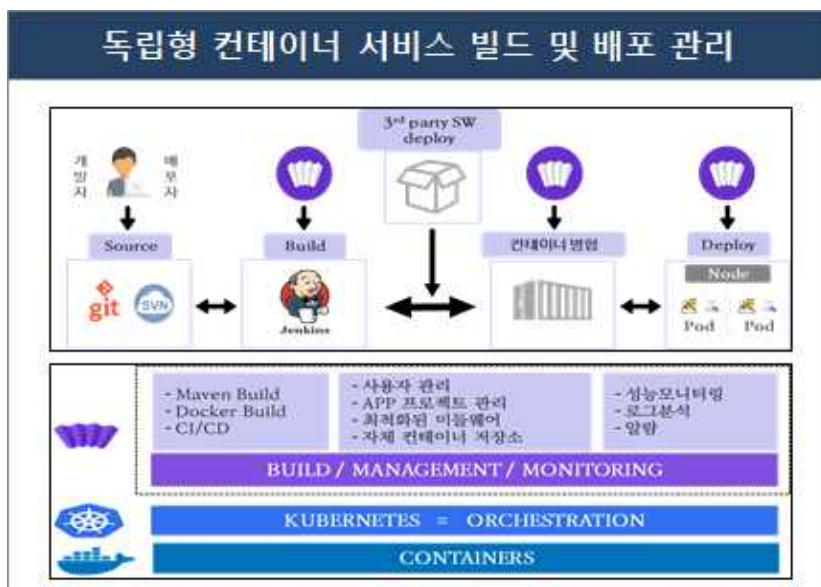 독립형 컨테이너 서비스 빌드 및 배포 관리
3rd party SW
deploy
개발자
배포자
Source
Build
컨테이너병합
Deploy
git
SVN
Jenkins
Node
Pod
Pod
- Maven Build
- Docker Build
- CI/CD
- 사용자 관리
- APP 프로젝트 관리
- 최적화된 미들웨어
- 자체 컨테이너 저장소
- 성능모니터링
- 로그분석
- 알람
BUILD / MANAGEMENT / MONITORING
KUBERNETES = ORCHESTRATION
CONTAINERS